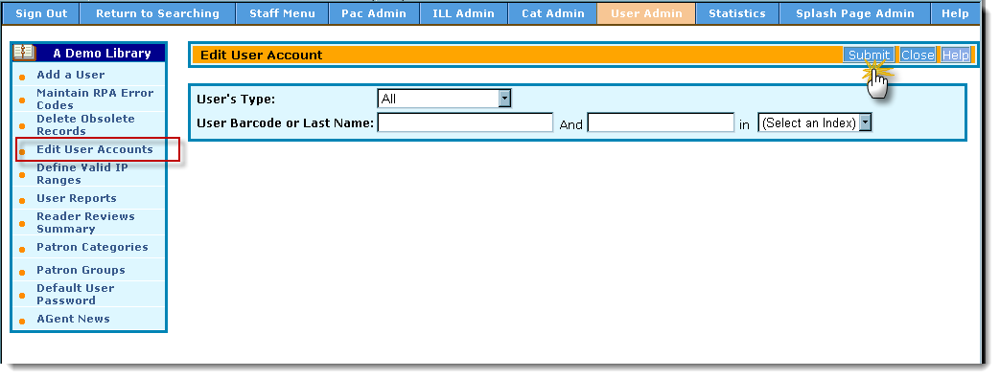 Sign Out Return to Searching Staff Menu Pac Admin ILL Admin Cat Admin User Admin Statistics Splash Page Admin Help
A Demo Library
Add a User
Maintain RPA Error
Codes
Delete Obsolete
Records
Edit User Accounts
Define Valid IP
Ranges
User Reports
Reader Reviews
Summary
Patron Categories
Patron Groups
Default User
Password
AGent News
Edit User Account Submit Close Help
User's Type: All
User Barcode or Last Name: And in (Select an Index)